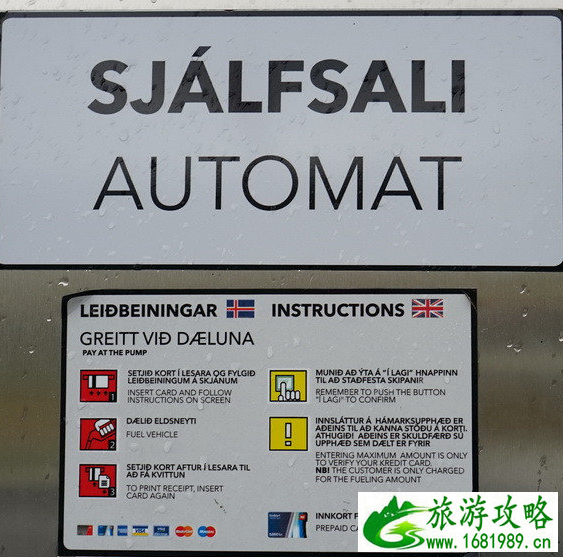 SJÁLFSALI
AUTOMAT
LEIÐBEININGAR
INSTRUCTIONS
GREITT VIÐ DÆLUNA
PAY AT THE PUMP
1
SETJIÐ KORT Í LESARA OG FYLGIÐ
LEIÐBEININGUM Á SKJÁNUM
INSERT CARD AND FOLLOW
INSTRUCTIONS ON SCREEN
2
DÆLIÐ ELDSNEYTI
FUEL VEHICLE
3
SETJIÐ KORT AFTUR Í LESARA TIL
AÐ FÁ KVITTUN
TO PRINT RECEIPT, INSERT
CARD AGAIN
MUNIÐ AÐ ÝTA Á "Í LAGI" HNAPPINN
TIL AÐ STAÐFESTA SKIPANIR
REMEMBER TO PUSH THE BUTTON
"Í LAGI" TO CONFIRM
INNSLÁTTUR Á HÁMARKSUPPHÆÐ ER
AÐEINS TIL AÐ KANNA STÖÐU Á KORTI.
ATHUGIÐ! AÐEINS ER SKULDFÆRÐ SÚ
UPPHÆÐ SEM DÆLT ER FYRIR
ENTERING MAXIMUM AMOUNT IS ONLY
TO VERIFY YOUR KREDIT CARD.
NB! THE CUSTOMER IS ONLY CHARGED
FOR THE FUELING AMOUNT
INNKORT
PREPAID
旅游攻略
www.1681989.cn